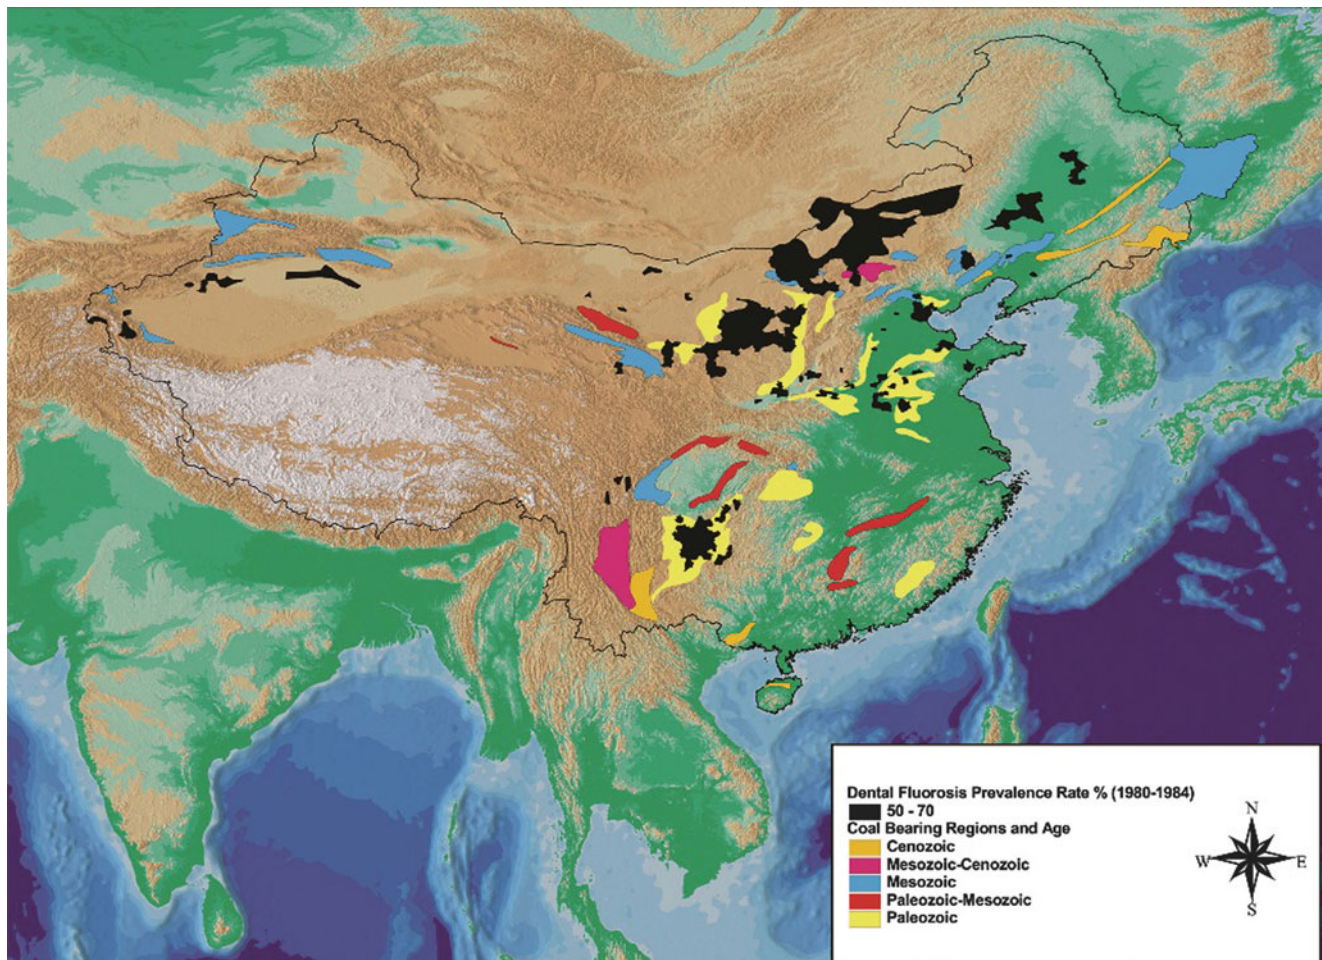 Dental Fluorosis Prevalence Rate % (1980-1984)
50 - 70
Coal Bearing Regions and Age
Cenozoic
Mesozoic-Cenozoic
Mesozoic
Paleozoic-Mesozoic
Paleozoic
N
W E
S